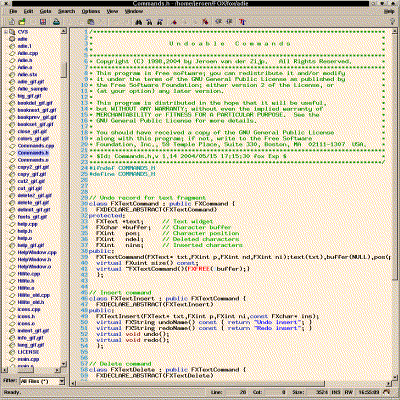 Commands.h - /home/jeroen/FOX/fox/adie
File Edit Goto Search Options View Window Help
CVS
adie
adie.1
Adie.cpp
Adie.h
Adie.o
Adie.stx
adie_gif.gif
Adie_sample
big_gif.gif
bookdel_gif.gif
booknext_gif.gif
bookprev_gif.gif
bookset_gif.gif
close_gif.gif
colors_gif.gif
Commands.cpp
Commands.h
Commands.o
copy_gif.gif
copy2_gif.gif
cut_gif.gif
cut2_gif.gif
delete_gif.gif
delete2_gif.gif
delimit_gif.gif
fonts_gif.gif
help.cpp
help.h
help.o
help_gif.gif
HelpWindow.cpp
HelpWindow.h
HelpWindow.o
Hilite.cpp
Hilite.h
Hilite.o
Hilite_old.cpp
Hilite_old.h
icons.cpp
icons.h
icons.o
indent_gif.gif
info_gif.gif
lang_gif.gif
LICENSE
main.cpp
Filter: All Files (*)
U n d o a b l e C o m m a n d s
* Copyright (C) 1998,2004 by Jeroen van der Zijp. All Rights Reserved.
* This program is free software; you can redistribute it and/or modify
* it under the terms of the GNU General Public License as published by
* the Free Software Foundation; either version 2 of the License, or
* (at your option) any later version.
* This program is distributed in the hope that it will be useful,
* but WITHOUT ANY WARRANTY; without even the implied warranty of
* MERCHANTABILITY or FITNESS FOR A PARTICULAR PURPOSE. See the
* GNU General Public License for more details.
* You should have received a copy of the GNU General Public License
* along with this program; if not, write to the Free Software
* Foundation, Inc., 59 Temple Place, Suite 330, Boston, MA 02111-1307 USA.
* $Id: Commands.h,v 1.14 2004/05/15 17:15:30 fox Exp $
#ifndef COMMANDS_H
#define COMMANDS_H
// Undo record for text fragment
class FXTextCommand : public FXCommand {
FXDECLARE_ABSTRACT(FXTextCommand)
protected:
FXText *text; // Text widget
FXchar *buffer; // Character buffer
FXint pos; // Character position
FXint ndel; // Deleted characters
FXint nins; // Inserted characters
public:
FXTextCommand(FXText* txt,FXint p,FXint nd,FXint ni):text(txt),buffer(NULL),pos(
virtual FXuint size() const;
virtual ~FXTextCommand(){FXFREE(&buffer);}
};
// Insert command
class FXTextInsert : public FXTextCommand {
FXDECLARE_ABSTRACT(FXTextInsert)
public:
FXTextInsert(FXText* txt,FXint p,FXint ni,const FXchar* ins);
virtual FXString undoName() const { return "Undo insert"; }
virtual FXString redoName() const { return "Redo insert"; }
virtual void undo();
virtual void redo();
};
// Delete command
class FXTextDelete : public FXTextCommand {
FXDECLARE_ABSTRACT(FXTextDelete)
Ready. Line: 28 Col: 0 Size: 3524 INS RW 16:55:09